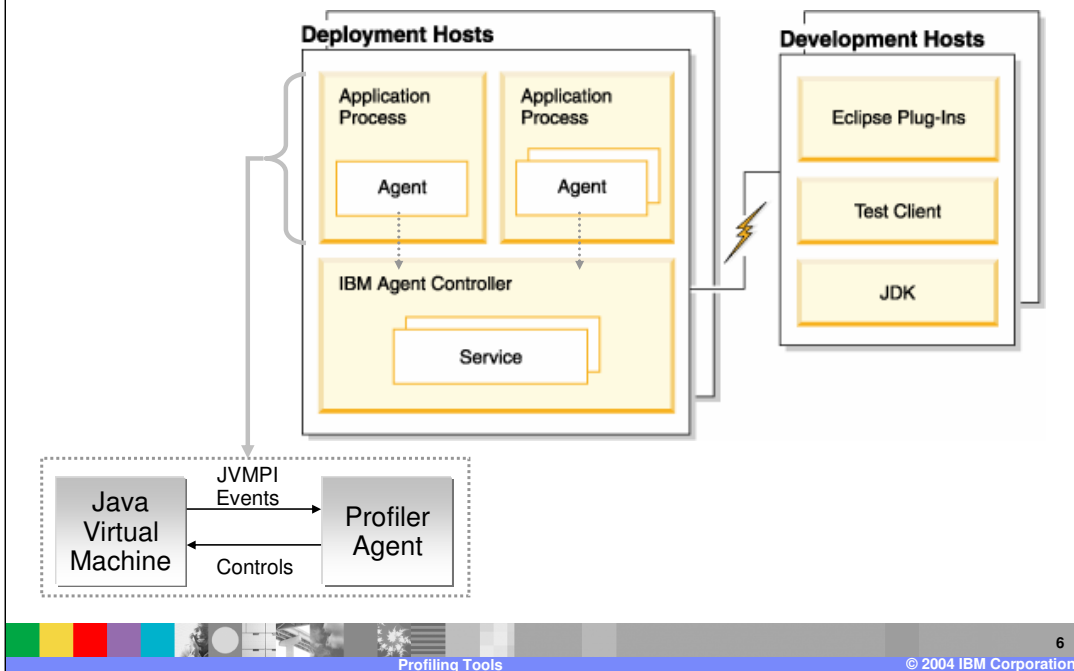 Deployment Hosts
Application
Process
Agent
Application
Process
Agent
IBM Agent Controller
Service
Development Hosts
Eclipse Plug-Ins
Test Client
JDK
Java
Virtual
Machine
JVMPI
Events
Controls
Profiler
Agent
6
Profiling Tools
© 2004 IBM Corporation